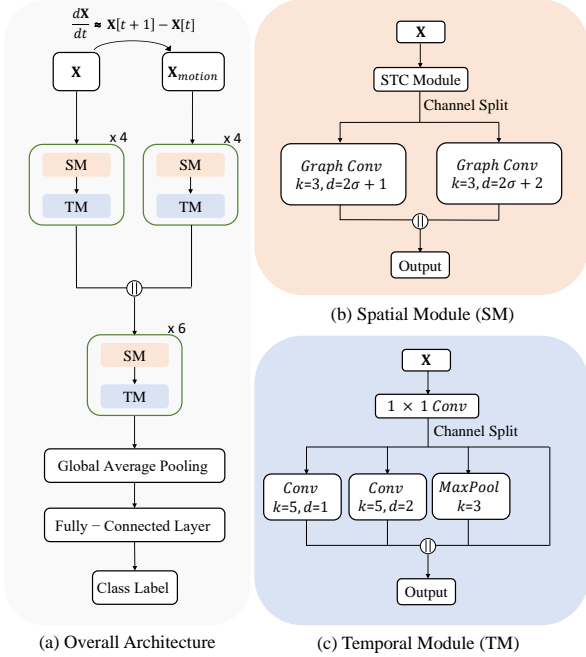 d𝐗/dt ≈ 𝐗[t + 1] − 𝐗[t]
𝐗
𝐗motion
x 4
x 4
SM
TM
SM
TM
||
x 6
SM
TM
Global Average Pooling
Fully − Connected Layer
Class Label
(a) Overall Architecture
𝐗
STC Module
Channel Split
Graph Conv
k=3, d=2σ + 1
Graph Conv
k=3, d=2σ + 2
||
Output
(b) Spatial Module (SM)
𝐗
1 × 1 Conv
Channel Split
Conv
k=5, d=1
Conv
k=5, d=2
MaxPool
k=3
||
Output
(c) Temporal Module (TM)